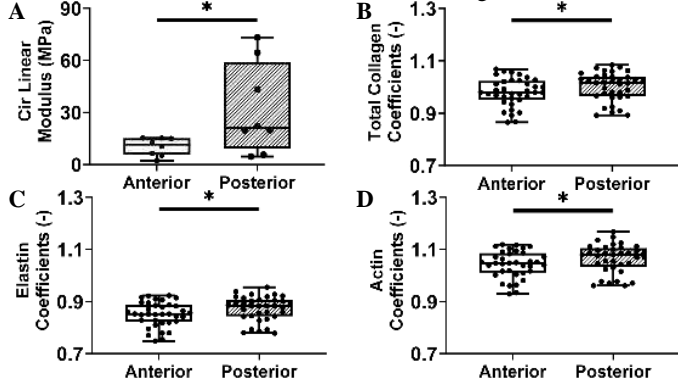 A
*
Cir Linear
Modulus (MPa)
90
60
30
0
Anterior Posterior
B
*
Total Collagen
Coefficients (-)
1.3
1.1
0.9
0.7
Anterior Posterior
C
*
Elastin
Coefficients (-)
1.3
1.1
0.9
0.7
Anterior Posterior
D
*
Actin
Coefficients (-)
1.3
1.1
0.9
0.7
Anterior Posterior